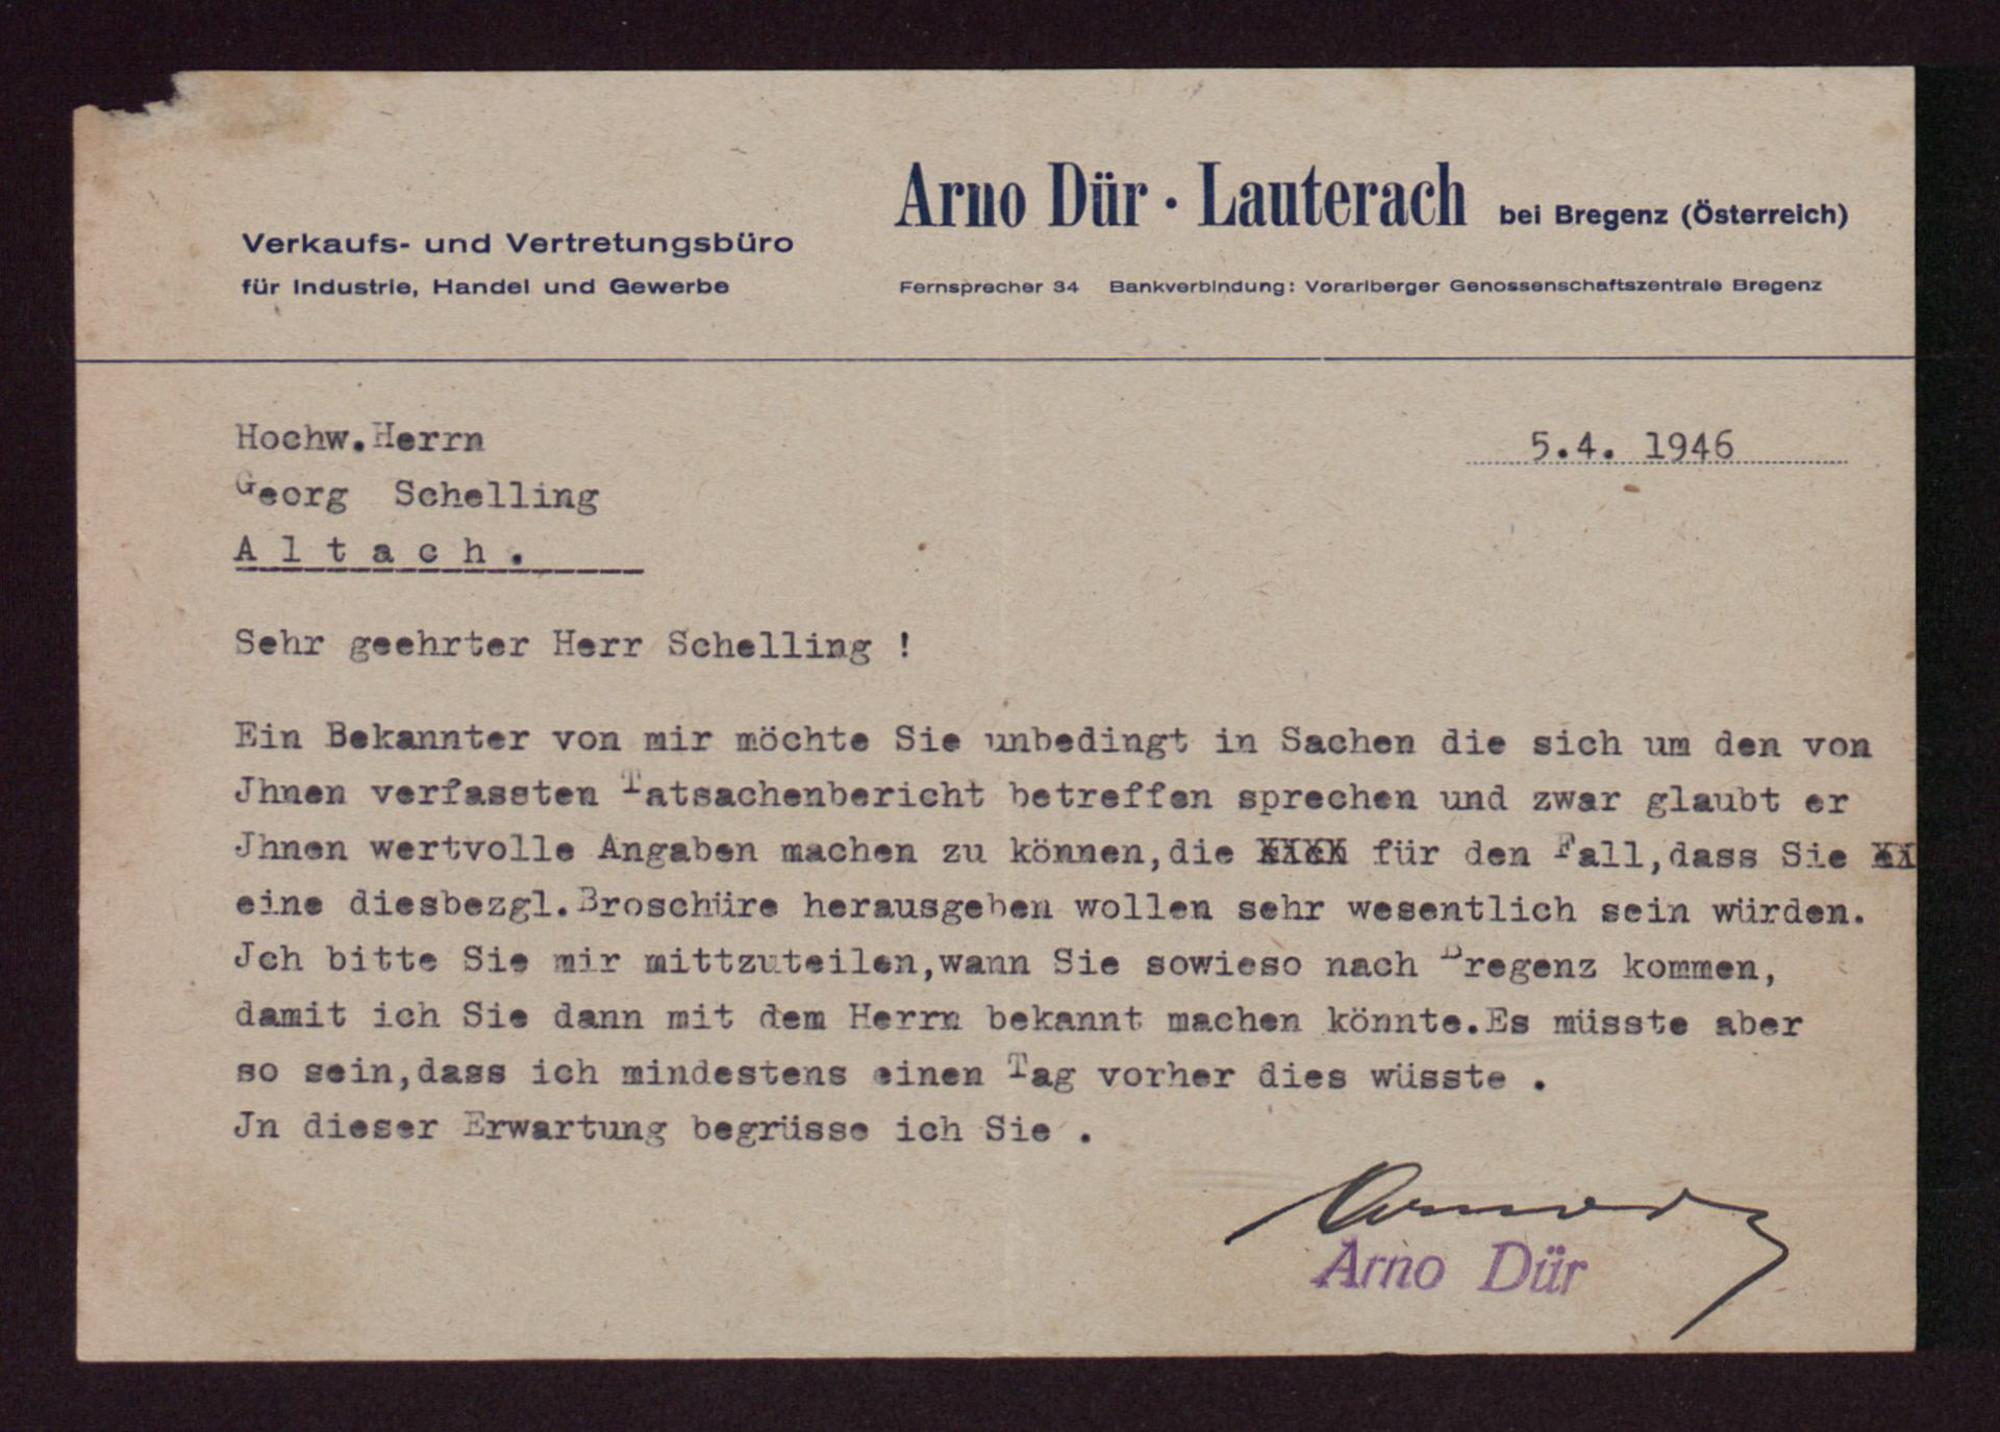 Arno Dür · Lauterach bei Bregenz (Österreich)
Verkaufs- und Vertretungsbüro
für Industrie, Handel und Gewerbe
Fernsprecher 34 Bankverbindung: Vorarlberger Genossenschaftszentrale Bregenz
Hochw.Herrn
5.4. 1946
Georg Schelling
Altach.
Sehr geehrter Herr Schelling !
Ein Bekannter von mir möchte Sie unbedingt in Sachen die sich um den von
Jhnen verfassten Tatsachenbericht betreffen sprechen und zwar glaubt er
Jhnen wertvolle Angaben machen zu können,die für den Fall,dass Sie
eine diesbezgl.Broschüre herausgeben wollen sehr wesentlich sein würden.
Jch bitte Sie mir mittzuteilen,wann Sie sowieso nach Bregenz kommen,
damit ich Sie dann mit dem Herrn bekannt machen könnte.Es müsste aber
so sein,dass ich mindestens einen Tag vorher dies wüsste .
Jn dieser Erwartung begrüsse ich Sie .
Arno Dür